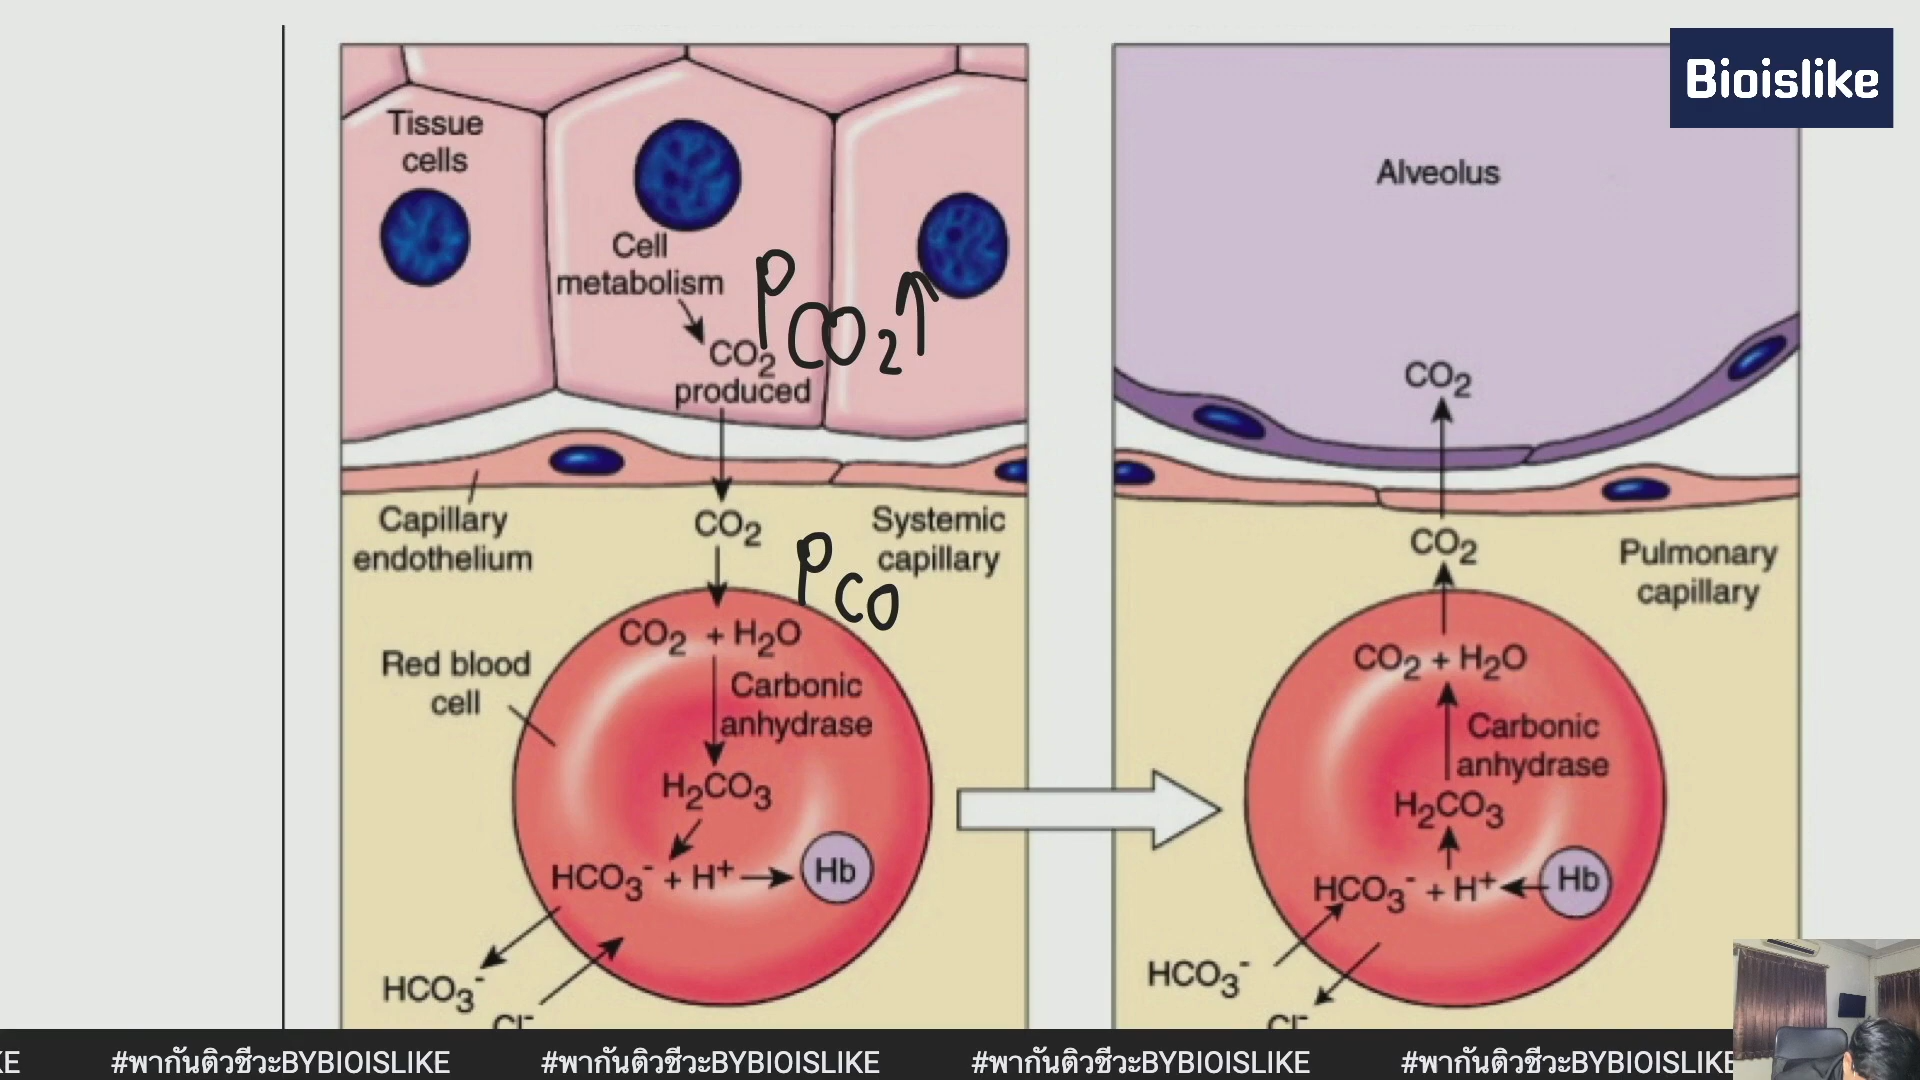 Bioislike
Tissue
cells
Cell
metabolism
PCO2↑
CO2
produced
Capillary
endothelium
CO2
Systemic
capillary
PCO
CO2 + H2O
Red blood
cell
Carbonic
anhydrase
H2CO3
HCO3- + H+
Hb
HCO3-
Cl-
Alveolus
CO2
CO2
Pulmonary
capillary
CO2 + H2O
Carbonic
anhydrase
H2CO3
HCO3- + H+
Hb
HCO3-
Cl-
KE #พากันติวชีวะBYBIOISLIKE #พากันติวชีวะBYBIOISLIKE #พากันติวชีวะBYBIOISLIKE #พากันติวชีวะBYBIOISLIKE